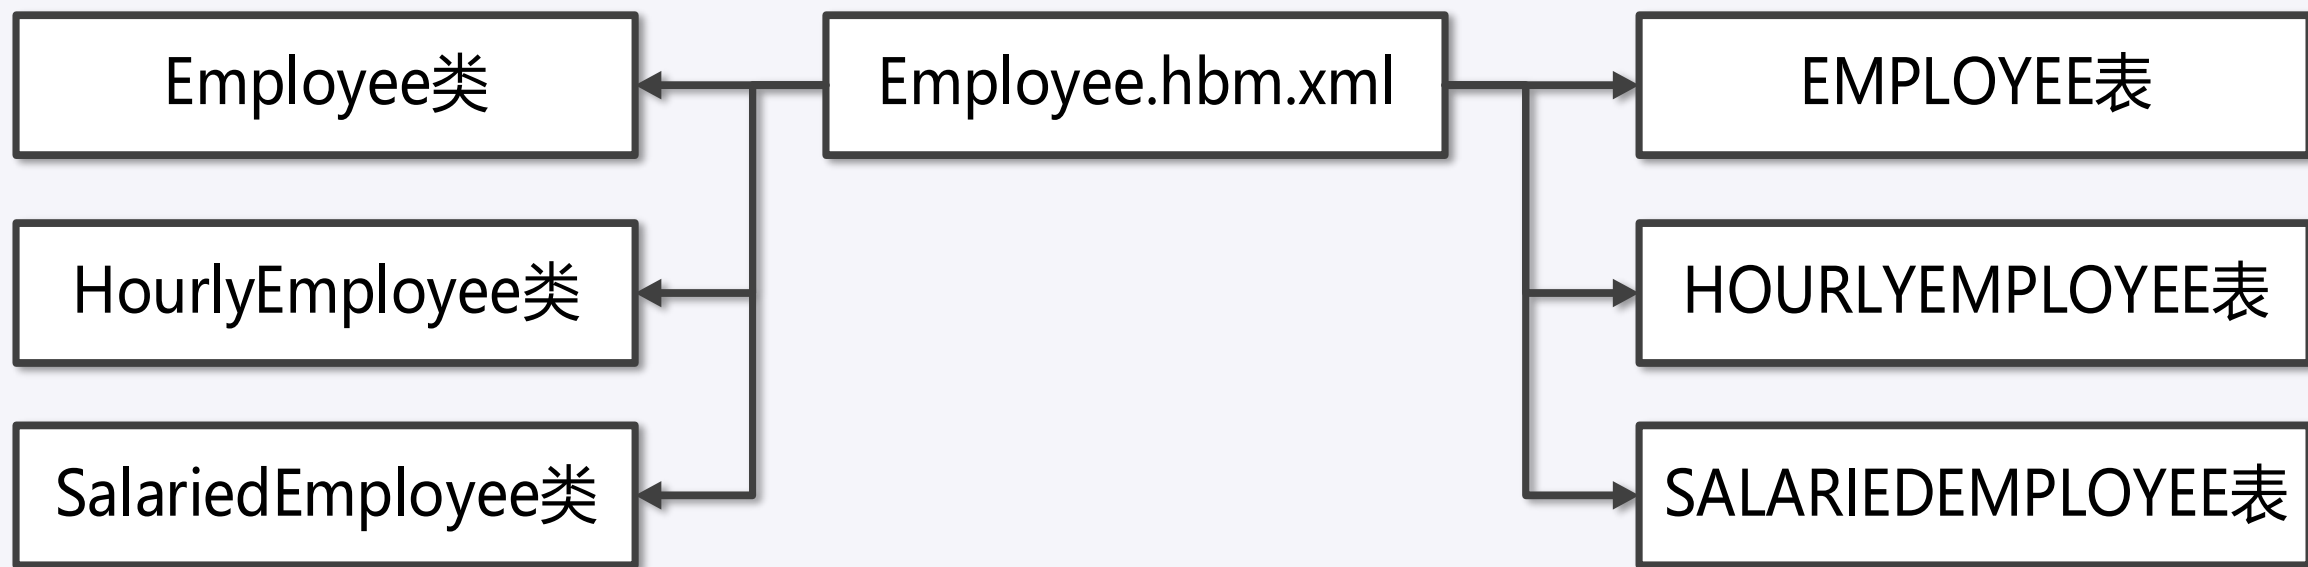 Employee类
Employee.hbm.xml
EMPLOYEE表
HourlyEmployee类
HOURLYEMPLOYEE表
SalariedEmployee类
SALARIEDEMPLOYEE表